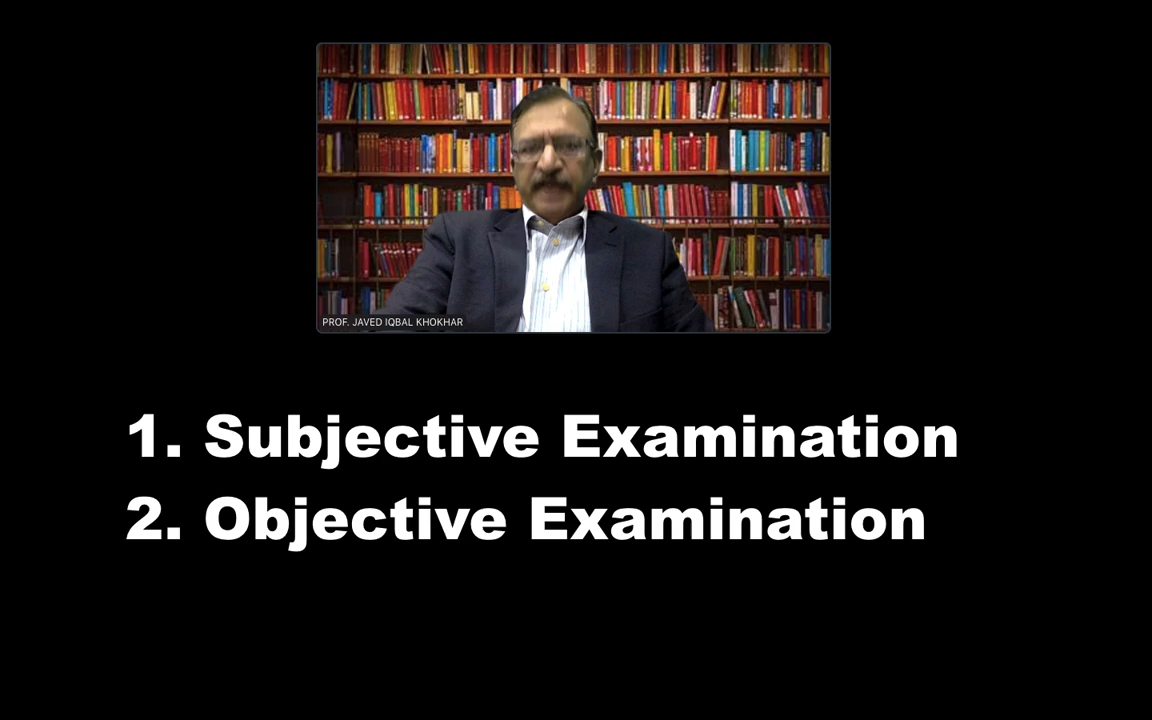 PROF. JAVED IQBAL KHOKHAR
1. Subjective Examination
2. Objective Examination